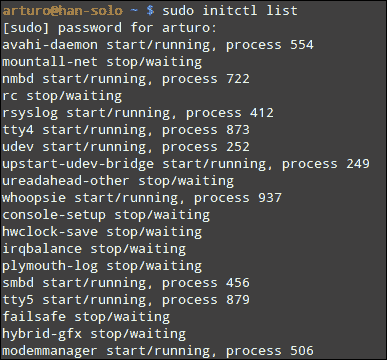 arturo@han-solo ~ $ sudo initctl list
[sudo] password for arturo:
avahi-daemon start/running, process 554
mountall-net stop/waiting
nmbd start/running, process 722
rc stop/waiting
rsyslog start/running, process 412
tty4 start/running, process 873
udev start/running, process 252
upstart-udev-bridge start/running, process 249
ureadahead-other stop/waiting
whoopsie start/running, process 937
console-setup stop/waiting
hwclock-save stop/waiting
irqbalance stop/waiting
plymouth-log stop/waiting
smbd start/running, process 456
tty5 start/running, process 879
failsafe stop/waiting
hybrid-gfx stop/waiting
modemmanager start/running, process 506